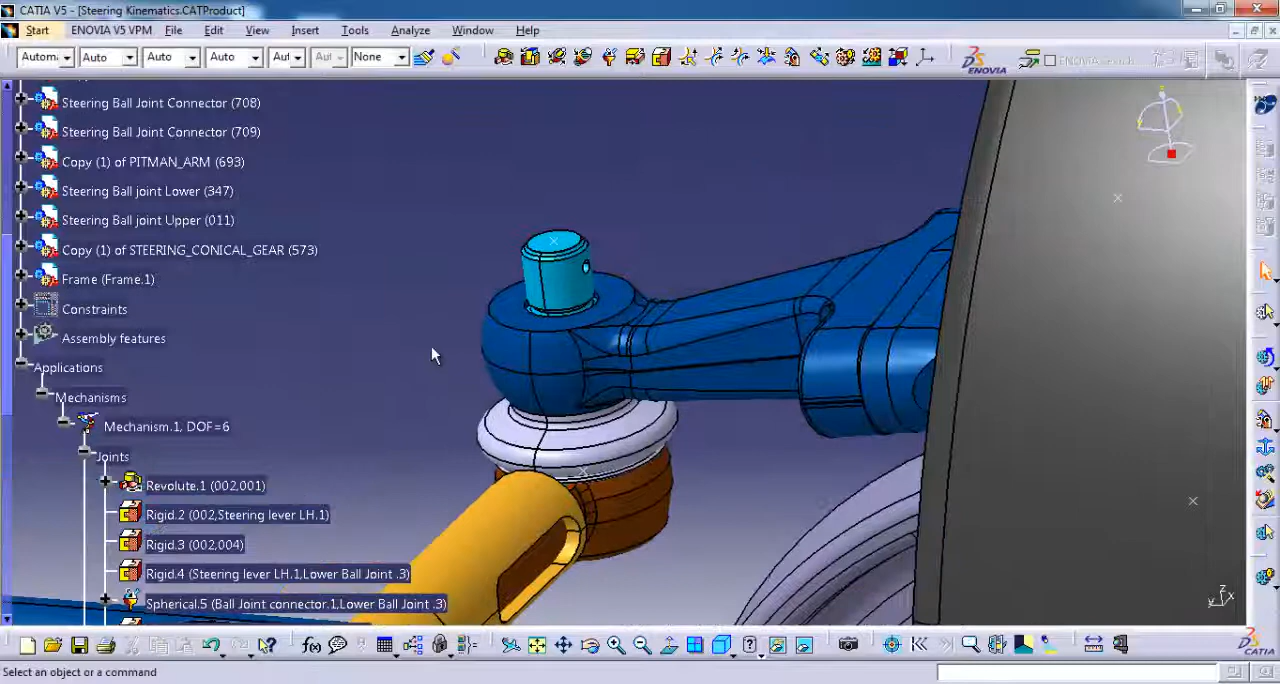 CATIA V5 - [Steering Kinematics.CATProduct]
Start ENOVIA V5 VPM File Edit View Insert Tools Analyze Window Help
Autom Auto Auto Auto Aut Aut None
ENOVIA
Steering Ball Joint Connector (708)
Steering Ball Joint Connector (709)
Copy (1) of PITMAN_ARM (693)
Steering Ball joint Lower (347)
Steering Ball joint Upper (011)
Copy (1) of STEERING_CONICAL_GEAR (573)
Frame (Frame.1)
Constraints
Assembly features
Applications
Mechanisms
Mechanism.1, DOF=6
Joints
Revolute.1 (002,001)
Rigid.2 (002,Steering lever LH.1)
Rigid.3 (002,004)
Rigid.4 (Steering lever LH.1,Lower Ball Joint .3)
Spherical.5 (Ball Joint connector.1,Lower Ball Joint .3)
z
x
y
f(x)
CATIA
Select an object or a command